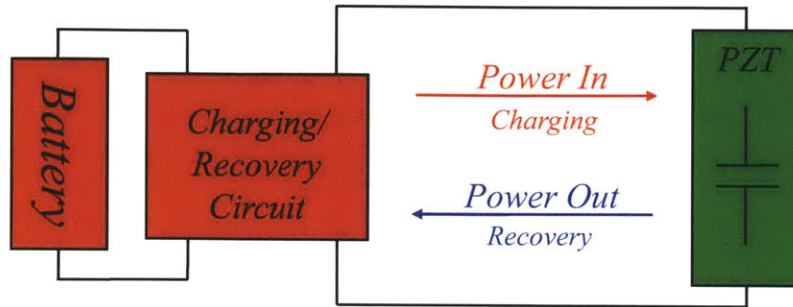 Battery
Charging/
Recovery
Circuit
Power In
Charging
Power Out
Recovery
PZT